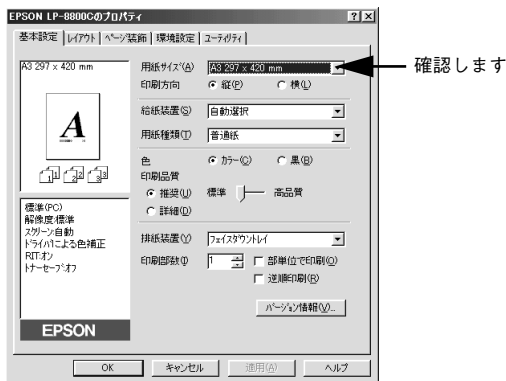 EPSON LP-8800Cのプロパティ
基本設定 レイアウト ページ装飾 環境設定 ユーティリティ
A3 297 x 420 mm
A
1 1 2 2 3 3
標準(PC)
解像度:標準
スクリーン:自動
ドライバによる色補正
RIT:オン
トナーセーブ:オフ
EPSON
用紙サイズ(A) A3 297 x 420 mm
確認します
印刷方向 縦(P) 横(L)
給紙装置(S) 自動選択
用紙種類(T) 普通紙
色 カラー(C) 黒(B)
印刷品質
推奨(U) 標準 高品質
詳細(D)
排紙装置(Y) フェイスダウントレイ
印刷部数(I) 1 部単位で印刷(O)
逆順印刷(R)
バージョン情報(V)...
OK キャンセル 適用(A) ヘルプ